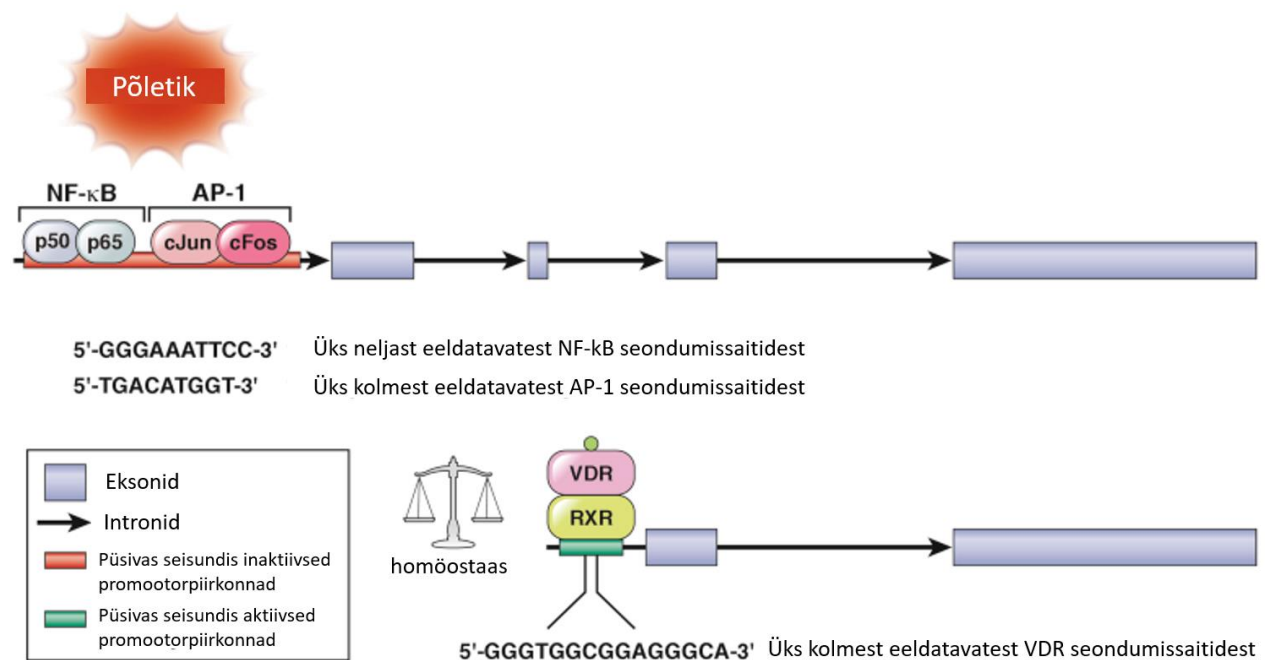 Põletik
NF-κB AP-1
p50 p65 cJun cFos
5'-GGGAAATTCC-3' Üks neljast eeldatavatest NF-kB seondumissaitidest
5'-TGACATGGT-3' Üks kolmest eeldatavatest AP-1 seondumissaitidest
Eksonid
Intronid
Püsivas seisundis inaktiivsed
promootorpiirkonnad
Püsivas seisundis aktiivsed
promootorpiirkonnad
homöostaas
VDR
RXR
5'-GGGTGGCGGAGGGCA-3' Üks kolmest eeldatavatest VDR seondumissaitidest